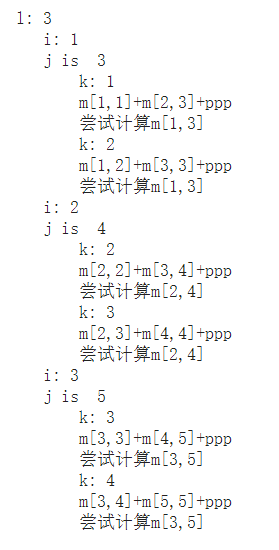 l: 3
i: 1
j is  3
k: 1
m[1,1]+m[2,3]+ppp
尝试计算m[1,3]
k: 2
m[1,2]+m[3,3]+ppp
尝试计算m[1,3]
i: 2
j is  4
k: 2
m[2,2]+m[3,4]+ppp
尝试计算m[2,4]
k: 3
m[2,3]+m[4,4]+ppp
尝试计算m[2,4]
i: 3
j is  5
k: 3
m[3,3]+m[4,5]+ppp
尝试计算m[3,5]
k: 4
m[3,4]+m[5,5]+ppp
尝试计算m[3,5]